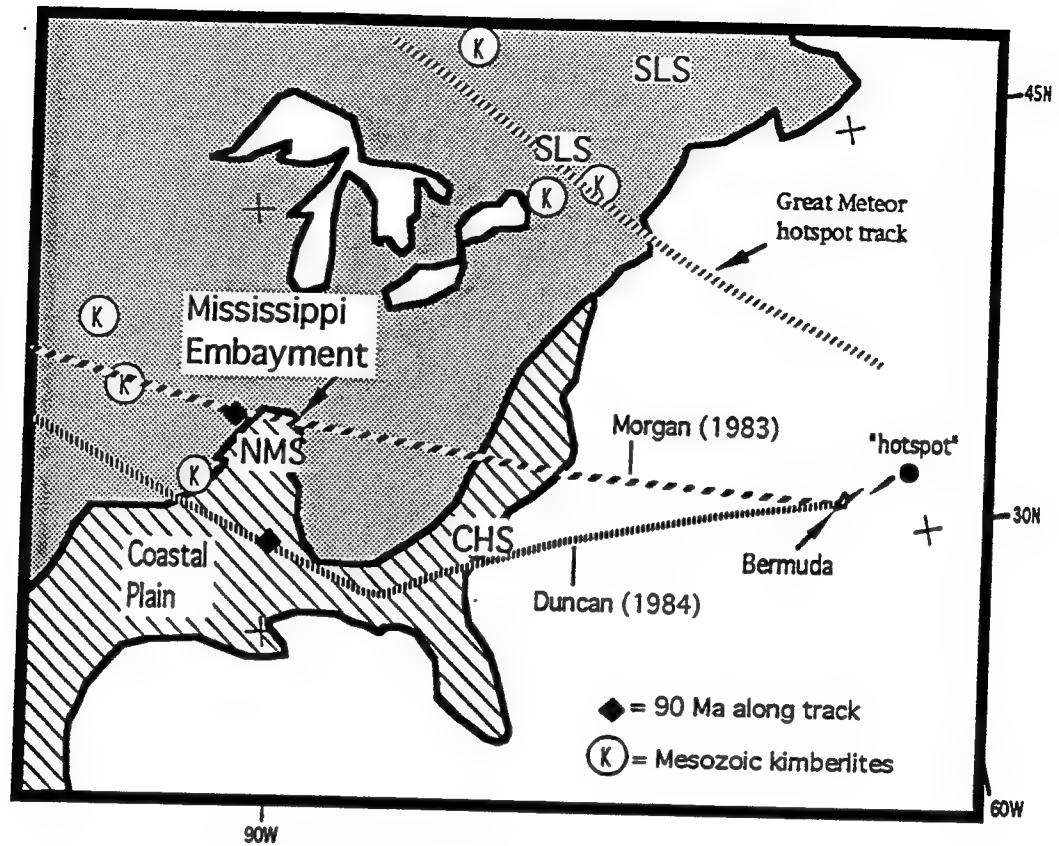 K
SLS
45N
SLS
K
K
Great Meteor
hotspot track
Mississippi
Embayment
K
K
Morgan (1983)
"hotspot"
NMS
K
CHS
30N
Coastal
Plain
Bermuda
Duncan (1984)
= 90 Ma along track
K = Mesozoic kimberlites
60W
90W